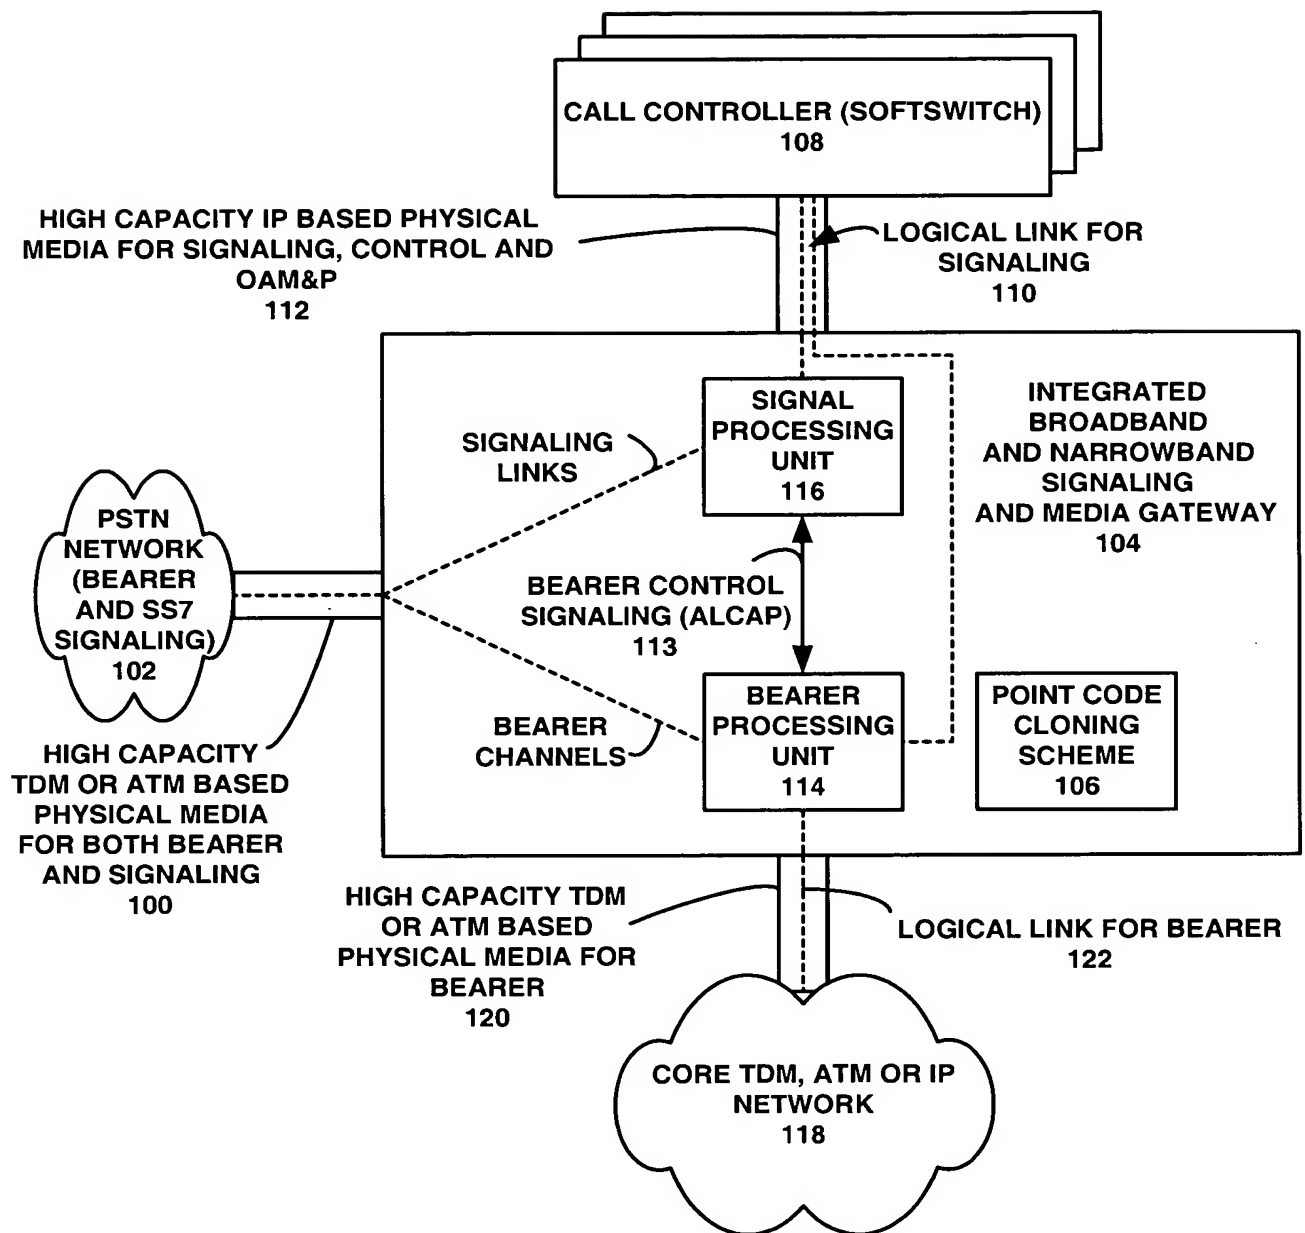 CALL CONTROLLER (SOFTSWITCH)
108
HIGH CAPACITY IP BASED PHYSICAL
MEDIA FOR SIGNALING, CONTROL AND
OAM&P
112
LOGICAL LINK FOR
SIGNALING
110
SIGNAL
PROCESSING
UNIT
116
INTEGRATED
BROADBAND
AND NARROWBAND
SIGNALING
AND MEDIA GATEWAY
104
SIGNALING
LINKS
PSTN
NETWORK
(BEARER
AND SS7
SIGNALING)
102
BEARER CONTROL
SIGNALING (ALCAP)
113
BEARER
PROCESSING
UNIT
114
POINT CODE
CLONING
SCHEME
106
BEARER
CHANNELS
HIGH CAPACITY
TDM OR ATM BASED
PHYSICAL MEDIA
FOR BOTH BEARER
AND SIGNALING
100
HIGH CAPACITY TDM
OR ATM BASED
PHYSICAL MEDIA FOR
BEARER
120
LOGICAL LINK FOR BEARER
122
CORE TDM, ATM OR IP
NETWORK
118